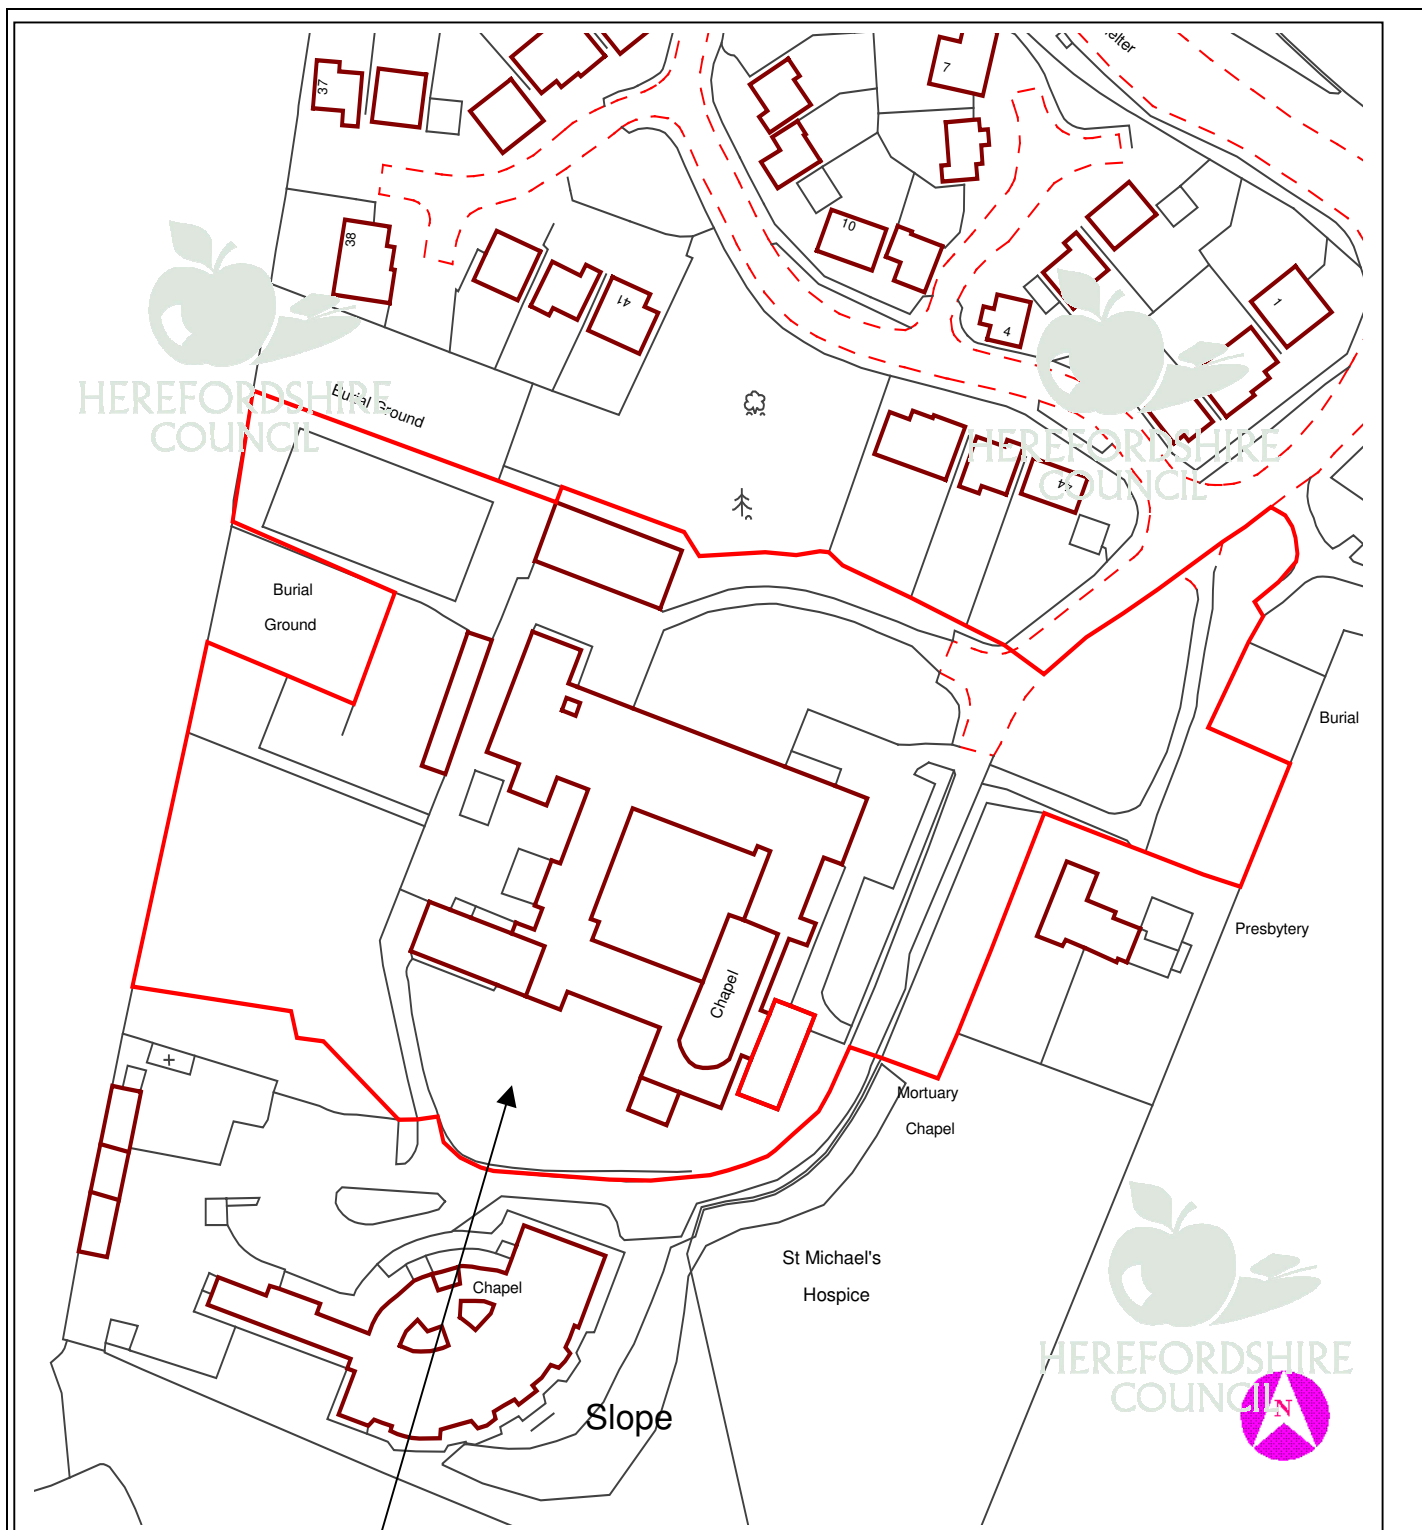 elter
37
7
38
10
41
4
1
HEREFORDSHIRE
COUNCIL
Burial Ground
HEREFORDSHIRE
COUNCIL
44
Burial
Ground
Burial
Presbytery
Chapel
Mortuary
Chapel
St Michael's
Hospice
Chapel
HEREFORDSHIRE
COUNCIL
Slope
N